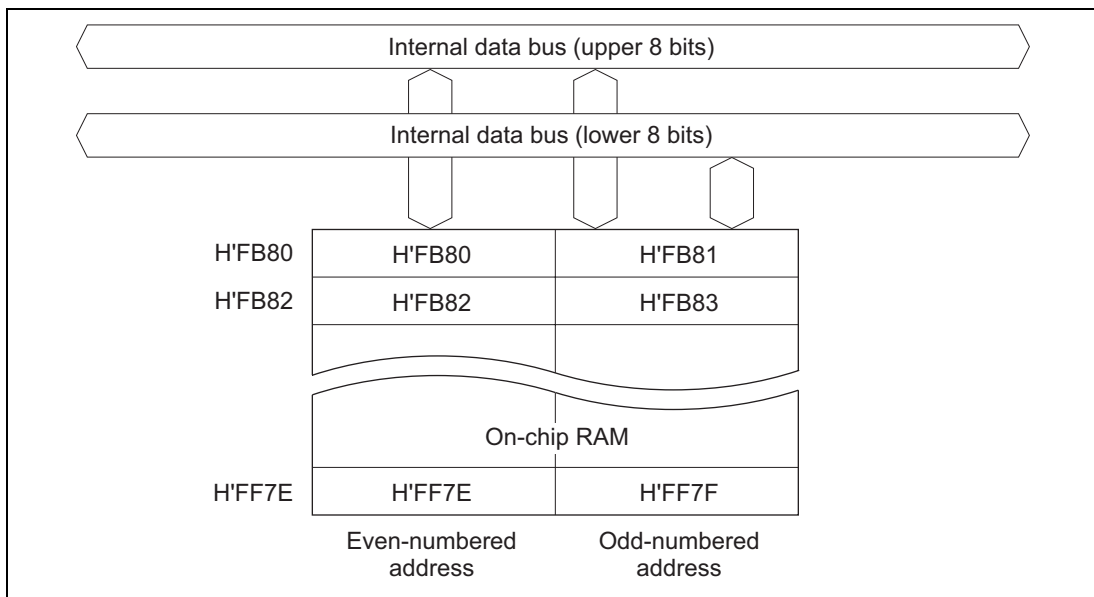 Internal data bus (upper 8 bits)
Internal data bus (lower 8 bits)
H'FB80 H'FB80 H'FB81
H'FB82 H'FB82 H'FB83
On-chip RAM
H'FF7E H'FF7E H'FF7F
Even-numbered address
Odd-numbered address